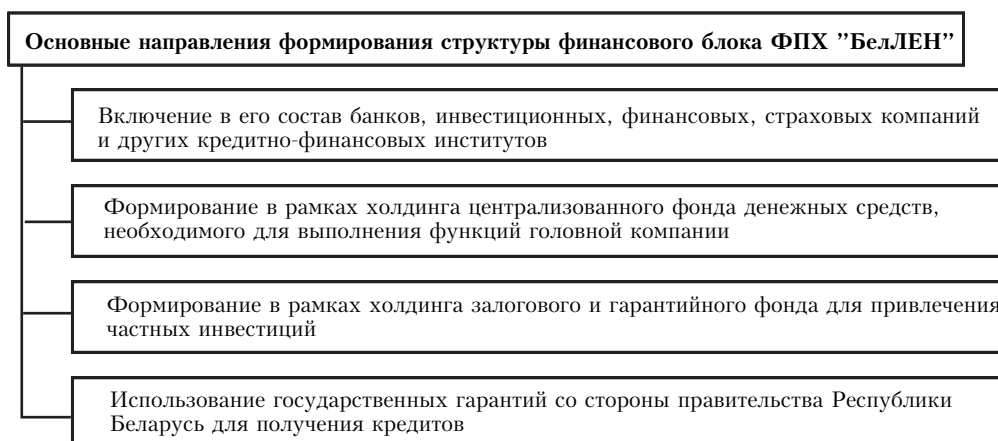 Основные направления формирования структуры финансового блока ФПХ ”БелЛЕН”
Включение в его состав банков, инвестиционных, финансовых, страховых компаний
и других кредитно-финансовых институтов
Формирование в рамках холдинга централизованного фонда денежных средств,
необходимого для выполнения функций головной компании
Формирование в рамках холдинга залогового и гарантийного фонда для привлечения
частных инвестиций
Использование государственных гарантий со стороны правительства Республики
Беларусь для получения кредитов